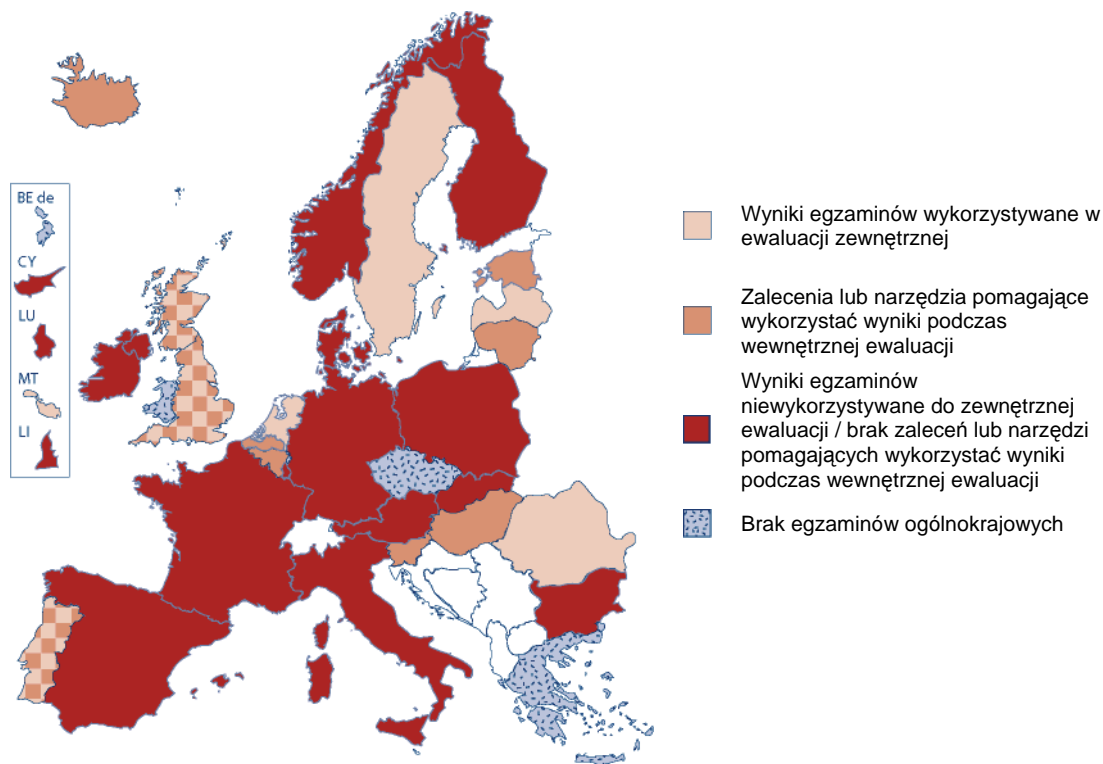 BE de
CY
LU
MT
LI
Wyniki egzaminów wykorzystywane w
ewaluacji zewnętrznej
Zalecenia lub narzędzia pomagające
wykorzystać wyniki podczas
wewnętrznej ewaluacji
Wyniki egzaminów
niewykorzystywane do zewnętrznej
ewaluacji / brak zaleceń lub narzędzi
pomagających wykorzystać wyniki
podczas wewnętrznej ewaluacji
Brak egzaminów ogólnokrajowych